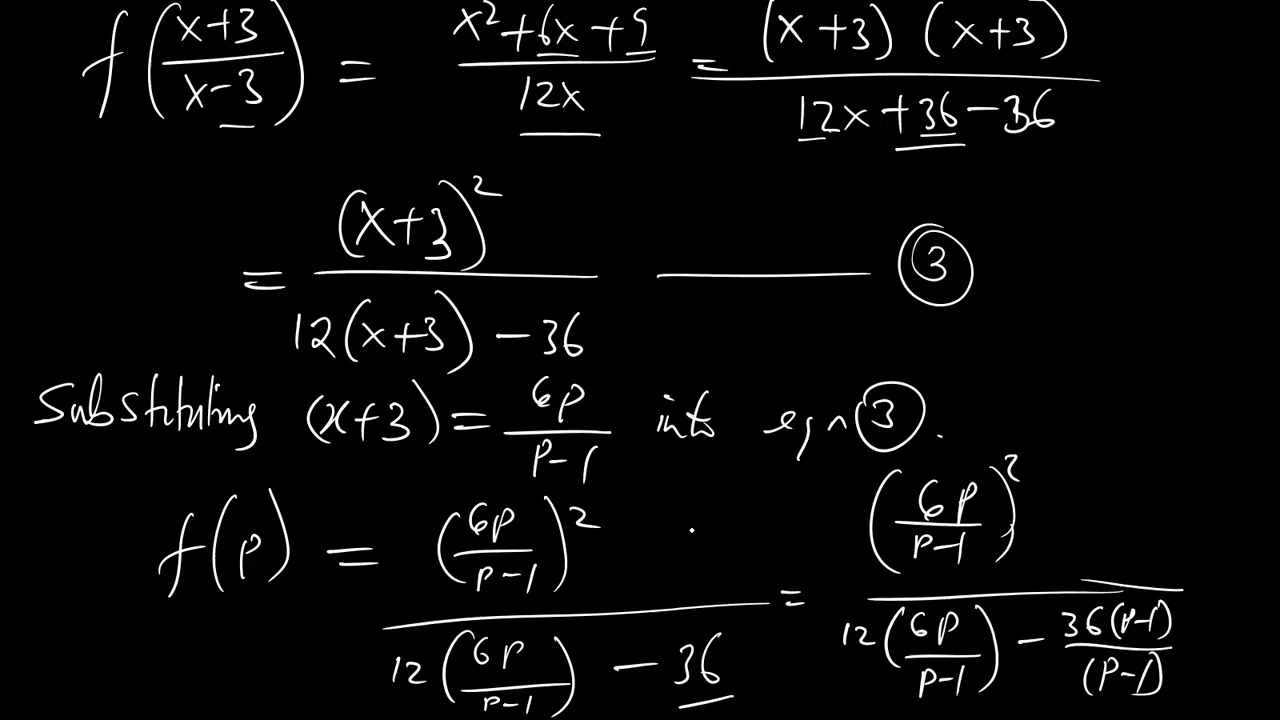 f((x+3)/(x-3)) = (x²+6x+9)/(12x) = ((x+3)(x+3))/(12x+36-36)
= (x+3)²/(12(x+3)-36) ——— ③
Substituting (x+3) = 6P/(P-1) into eqn ③.
f(P) = (6P/(P-1))²/(12(6P/(P-1)) - 36) = (6P/(P-1))²/(12(6P/(P-1)) - 36(P-1)/(P-1))